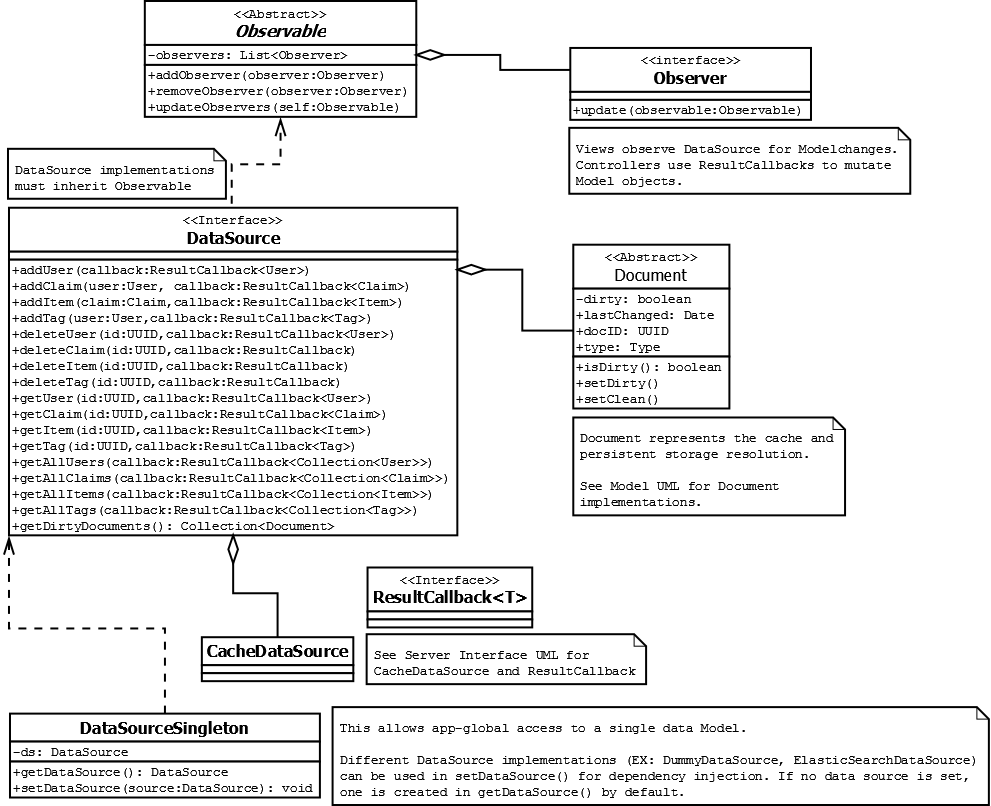 <<Abstract>>
Observable
-observers: List<Observer>
+addObserver(observer:Observer)
+removeObserver(observer:Observer)
+updateObservers(self:Observable)
<<interface>>
Observer
+update(observable:Observable)
Views observe DataSource for Modelchanges.
Controllers use ResultCallbacks to mutate
Model objects.
DataSource implementations
must inherit Observable
<<Interface>>
DataSource
+addUser(callback:ResultCallback<User>)
+addClaim(user:User, callback:ResultCallback<Claim>)
+addItem(claim:Claim,callback:ResultCallback<Item>)
+addTag(user:User,callback:ResultCallback<Tag>)
+deleteUser(id:UUID,callback:ResultCallback<User>)
+deleteClaim(id:UUID,callback:ResultCallback)
+deleteItem(id:UUID,callback:ResultCallback)
+deleteTag(id:UUID,callback:ResultCallback)
+getUser(id:UUID,callback:ResultCallback<User>)
+getClaim(id:UUID,callback:ResultCallback<Claim>)
+getItem(id:UUID,callback:ResultCallback<Item>)
+getTag(id:UUID,callback:ResultCallback<Tag>)
+getAllUsers(callback:ResultCallback<Collection<User>>)
+getAllClaims(callback:ResultCallback<Collection<Claim>>)
+getAllItems(callback:ResultCallback<Collection<Item>>)
+getAllTags(callback:ResultCallback<Collection<Tag>>)
+getDirtyDocuments(): Collection<Document>
<<Abstract>>
Document
-dirty: boolean
+lastChanged: Date
+docID: UUID
+type: Type
+isDirty(): boolean
+setDirty()
+setClean()
Document represents the cache and
persistent storage resolution.
See Model UML for Document
implementations.
<<Interface>>
ResultCallback<T>
CacheDataSource
See Server Interface UML for
CacheDataSource and ResultCallback
DataSourceSingleton
-ds: DataSource
+getDataSource(): DataSource
+setDataSource(source:DataSource): void
This allows app-global access to a single data Model.
Different DataSource implementations (EX: DummyDataSource, ElasticSearchDataSource)
can be used in setDataSource() for dependency injection. If no data source is set,
one is created in getDataSource() by default.